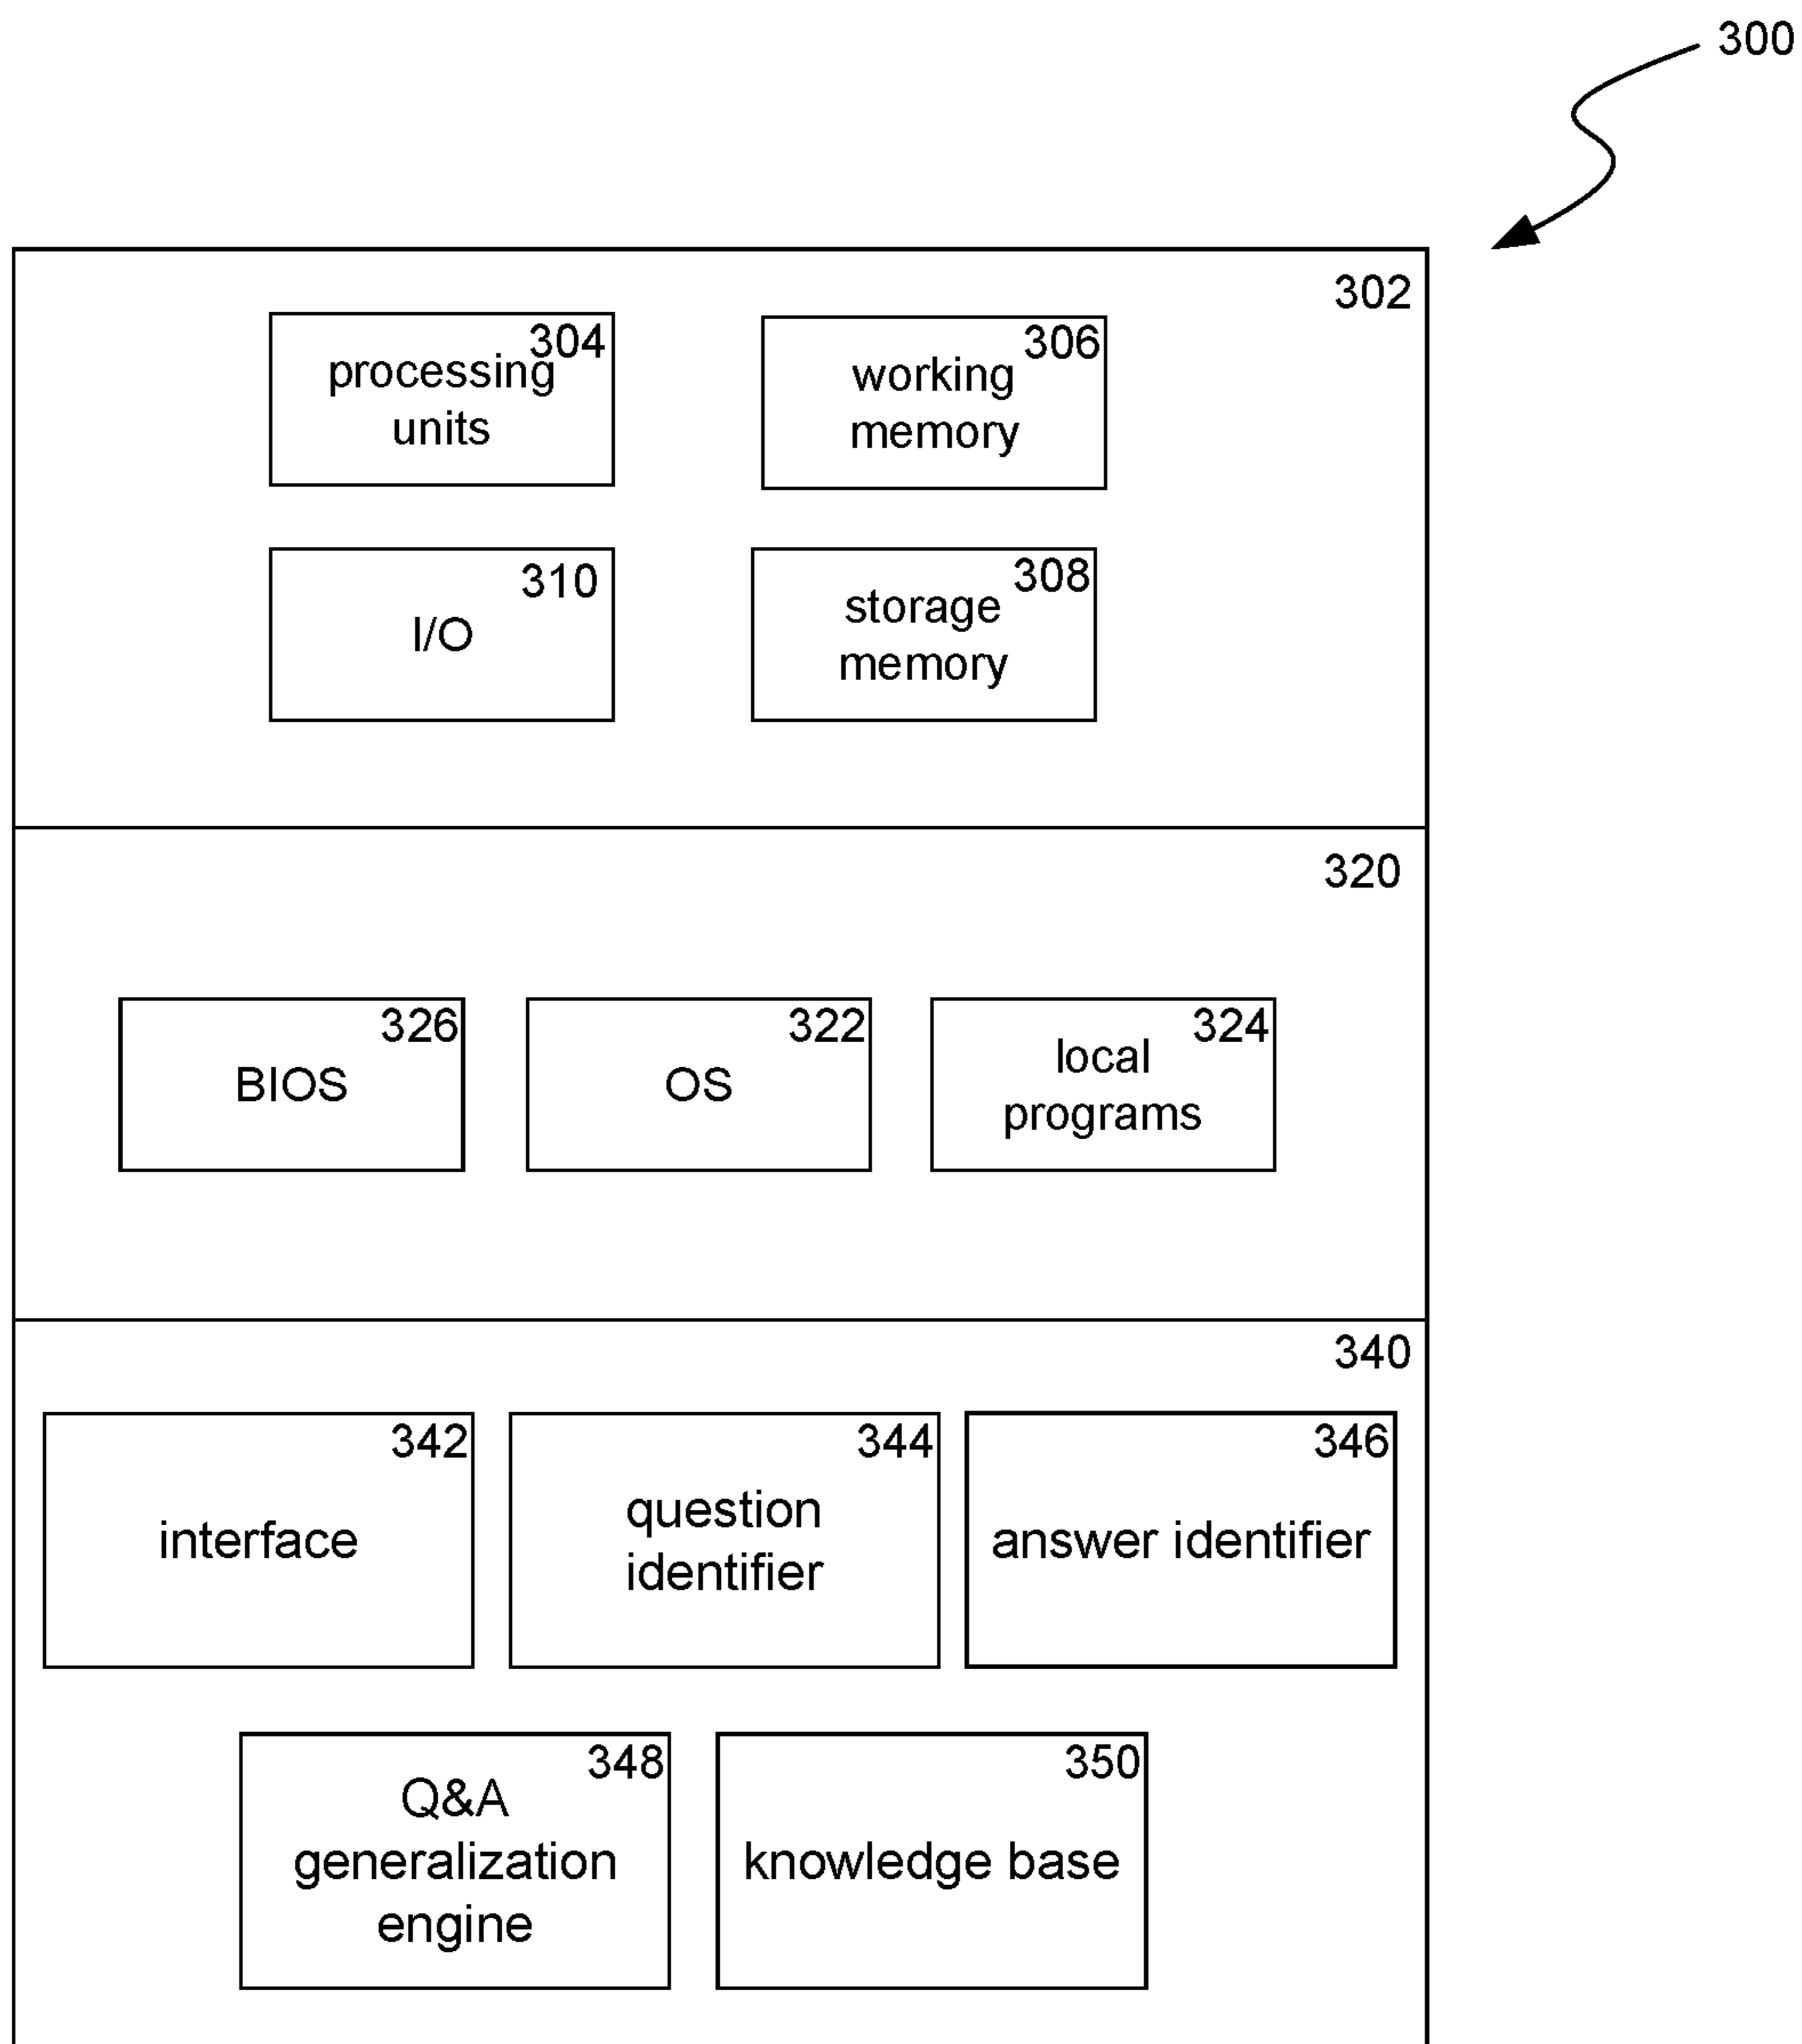 300
302
304
processing
units
306
working
memory
310
I/O
308
storage
memory
320
326
BIOS
322
OS
324
local
programs
340
342
interface
344
question
identifier
346
answer identifier
348
Q&A
generalization
engine
350
knowledge base